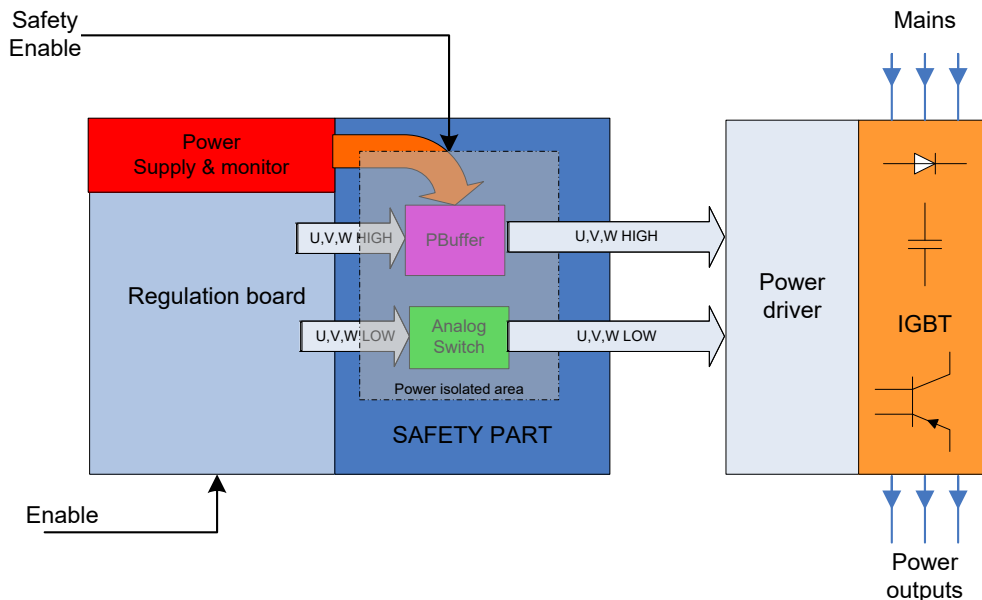 Safety
Enable
Mains
Power
Supply & monitor
U,V,W HIGH
PBuffer
U,V,W HIGH
Regulation board
Power
driver
IGBT
U,V,W LOW
Analog
Switch
U,V,W LOW
Power isolated area
SAFETY PART
Enable
Power
outputs